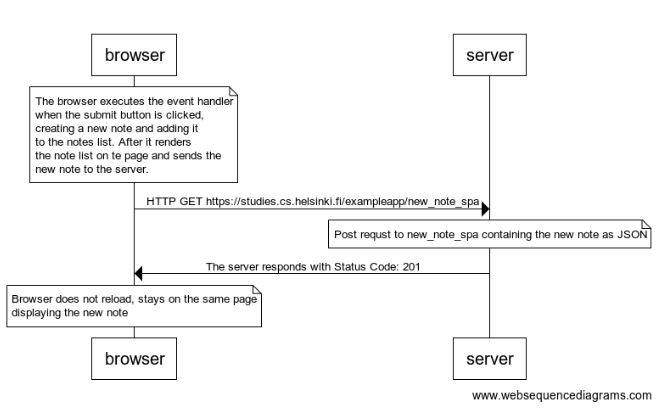 browser
server
The browser executes the event handler
when the submit button is clicked,
creating a new note and adding it
to the notes list. After it renders
the note list on te page and sends the
new note to the server.
HTTP GET https://studies.cs.helsinki.fi/exampleapp/new_note_spa
Post requst to new_note_spa containing the new note as JSON
The server responds with Status Code: 201
Browser does not reload, stays on the same page
displaying the new note
browser
server
www.websequencediagrams.com